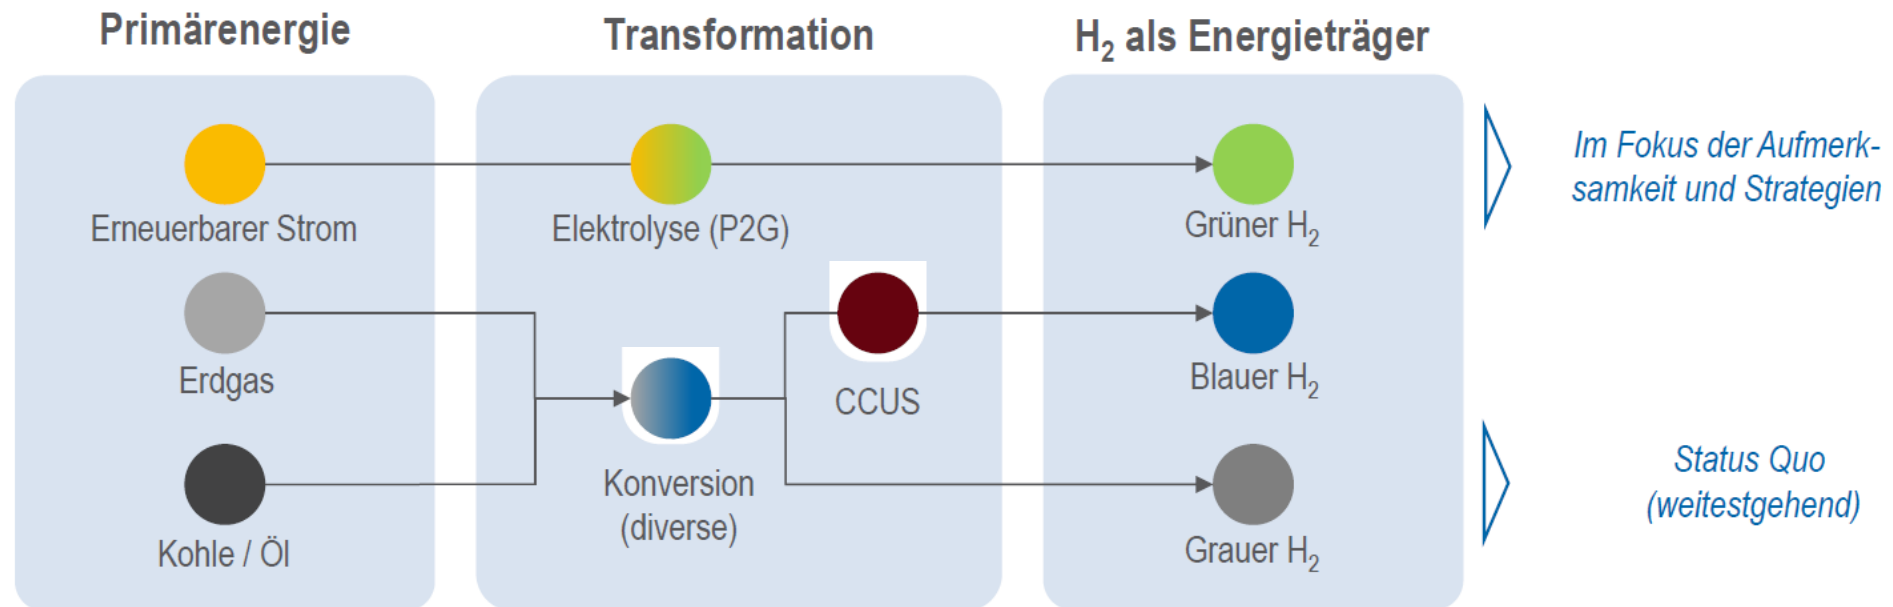 Primärenergie
Transformation
H₂ als Energieträger
Erneuerbarer Strom
Elektrolyse (P2G)
Grüner H₂
Im Fokus der Aufmerk-
samkeit und Strategien
Erdgas
CCUS
Blauer H₂
Kohle / Öl
Konversion
(diverse)
Grauer H₂
Status Quo
(weitestgehend)